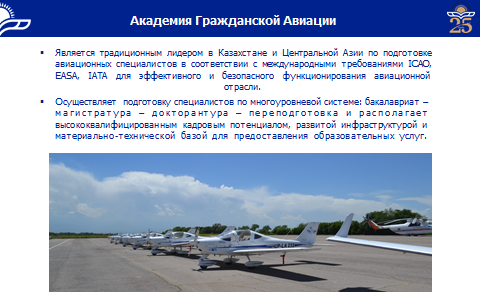 Академия Гражданской Авиации
25
▪ Является традиционным лидером в Казахстане и Центральной Азии по подготовке
авиационных специалистов в соответствии с международными требованиями ICAO,
EASA, IATA для эффективного и безопасного функционирования авиационной
отрасли.
▪ Осуществляет подготовку специалистов по многоуровневой системе: бакалавриат –
магистратура – докторантура – переподготовка и располагает
высококвалифицированным кадровым потенциалом, развитой инфраструктурой и
материально-технической базой для предоставления образовательных услуг.